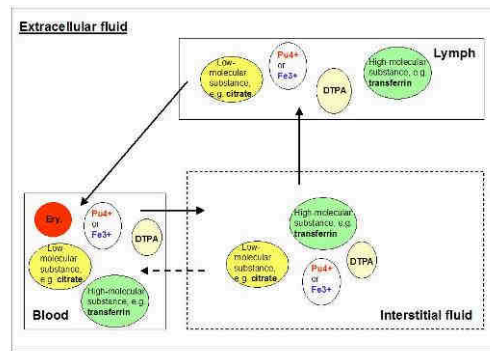 Extracellular fluid
Lymph
Low-
molecular
substance,
e.g. citrate
Pu4+
or
Fe3+
DTPA
High-molecular
substance, e.g.
transferrin
Ery.
Pu4+
or
Fe3+
DTPA
Low-
molecular
substance,
e.g. citrate
High-molecular
substance, e.g.
transferrin
Blood
High-molecular
substance, e.g.
transferrin
Low-
molecular
substance,
e.g. citrate
DTPA
Pu4+
or
Fe3+
Interstitial fluid